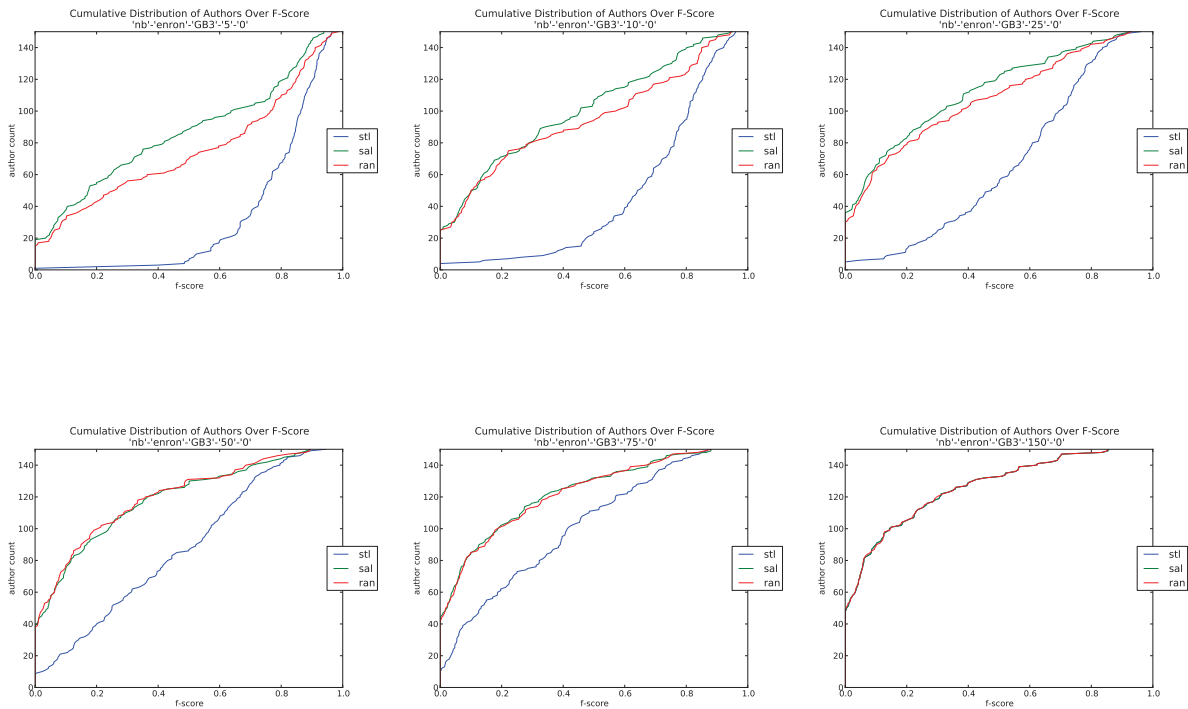 Cumulative Distribution of Authors Over F-Score
'nb'-'enron'-'GB3'-'5'-'0'
author count
140
120
100
80
60
40
20
0
0.0 0.2 0.4 0.6 0.8 1.0
f-score
stl
sal
ran
Cumulative Distribution of Authors Over F-Score
'nb'-'enron'-'GB3'-'10'-'0'
author count
140
120
100
80
60
40
20
0
0.0 0.2 0.4 0.6 0.8 1.0
f-score
stl
sal
ran
Cumulative Distribution of Authors Over F-Score
'nb'-'enron'-'GB3'-'25'-'0'
author count
140
120
100
80
60
40
20
0
0.0 0.2 0.4 0.6 0.8 1.0
f-score
stl
sal
ran
Cumulative Distribution of Authors Over F-Score
'nb'-'enron'-'GB3'-'50'-'0'
author count
140
120
100
80
60
40
20
0
0.0 0.2 0.4 0.6 0.8 1.0
f-score
stl
sal
ran
Cumulative Distribution of Authors Over F-Score
'nb'-'enron'-'GB3'-'75'-'0'
author count
140
120
100
80
60
40
20
0
0.0 0.2 0.4 0.6 0.8 1.0
f-score
stl
sal
ran
Cumulative Distribution of Authors Over F-Score
'nb'-'enron'-'GB3'-'150'-'0'
author count
140
120
100
80
60
40
20
0
0.0 0.2 0.4 0.6 0.8 1.0
f-score
stl
sal
ran